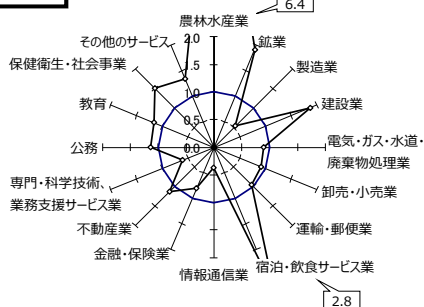 6.4
農林水産業
その他のサービス
2.0
鉱業
保健衛生・社会事業
1.5
製造業
教育
1.0
建設業
0.5
公務
0.0
電気・ガス・水道・
廃棄物処理業
専門・科学技術、
業務支援サービス業
卸売・小売業
不動産業
運輸・郵便業
金融・保険業
情報通信業
宿泊・飲食サービス業
2.8